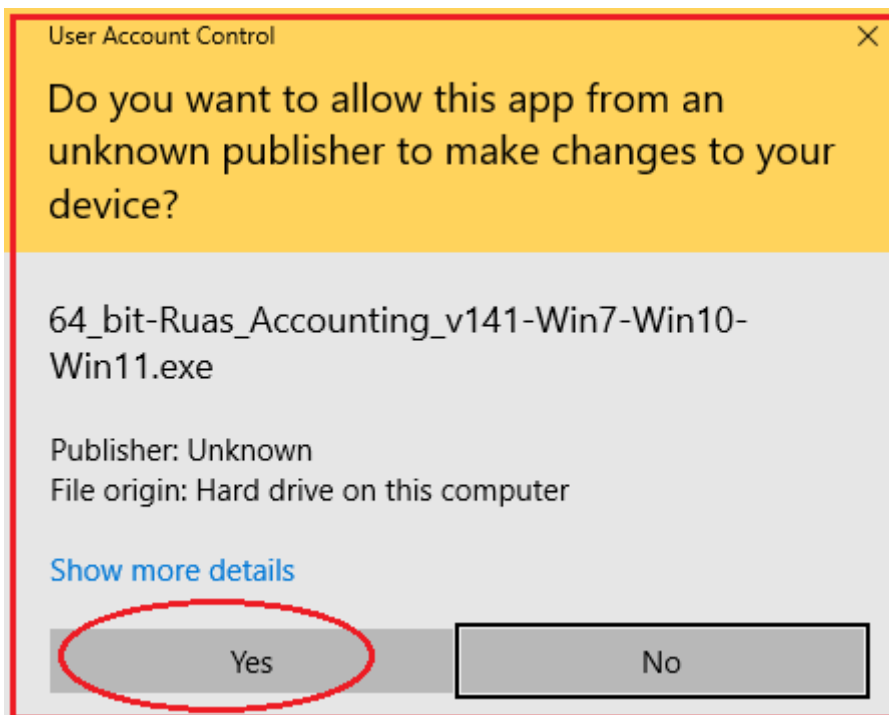 User Account Control
Do you want to allow this app from an
unknown publisher to make changes to your
device?
64_bit-Ruas_Accounting_v141-Win7-Win10-
Win11.exe
Publisher: Unknown
File origin: Hard drive on this computer
Show more details
Yes No